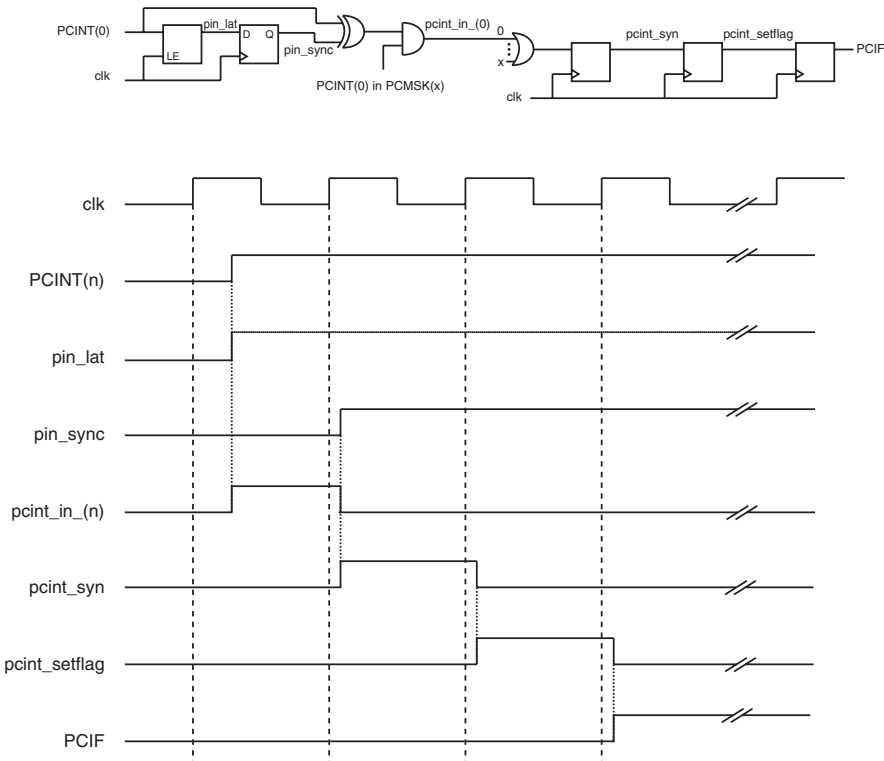 PCINT(0)
pin_lat
D Q
LE
pin_sync
clk
pcint_in_(0)
0
x
PCINT(0) in PCMSK(x)
pcint_syn
pcint_setflag
PCIF
clk
clk
PCINT(n)
pin_lat
pin_sync
pcint_in_(n)
pcint_syn
pcint_setflag
PCIF